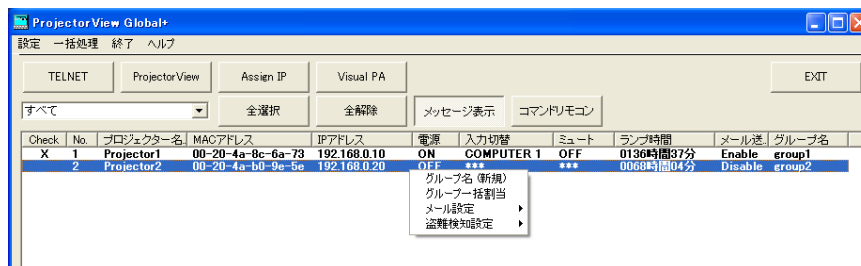 ProjectorView Global+
設定 一括処理 終了 ヘルプ
TELNET ProjectorView Assign IP Visual PA EXIT
すべて 全選択 全解除 メッセージ表示 コマンドリモコン
Check No. プロジェクター名 MACアドレス IPアドレス 電源 入力切替 ミュート ランプ時間 メール送. グループ名
X 1 Projector1 00-20-4a-8c-6a-73 192.168.0.10 ON COMPUTER 1 OFF 0136時間37分 Enable group1
2 Projector2 00-20-4a-b0-9e-5e 192.168.0.20 OFF *** *** 0068時間04分 Disable group2
グループ名 (新規)
グループ一括割当
メール設定
盗難検知設定